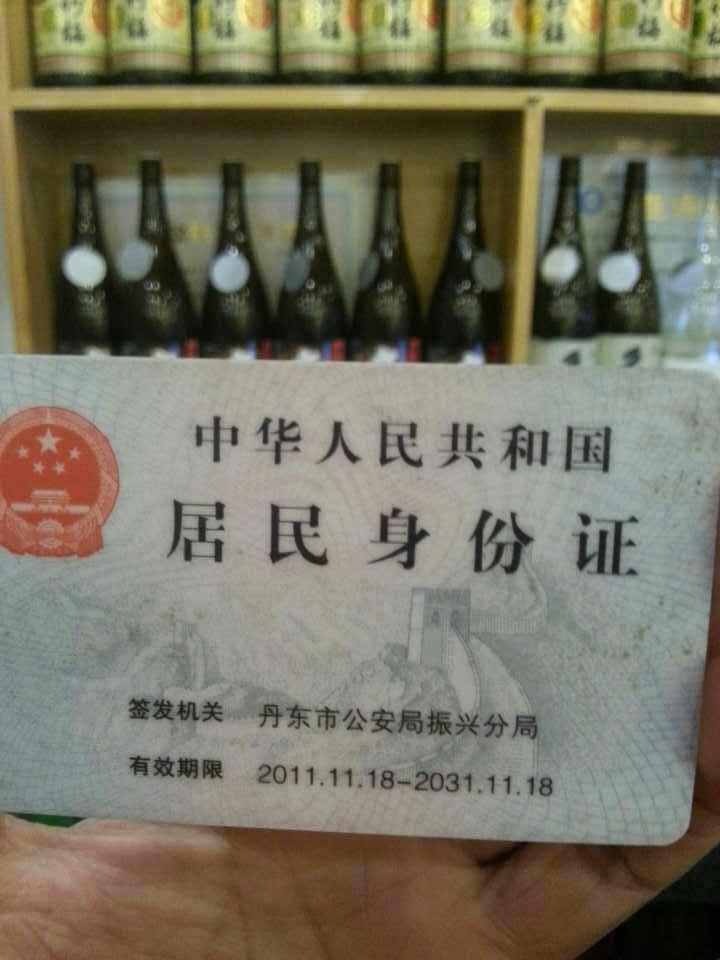 中华人民共和国
居民身份证
签发机关 丹东市公安局振兴分局
有效期限 2011.11.18-2031.11.18